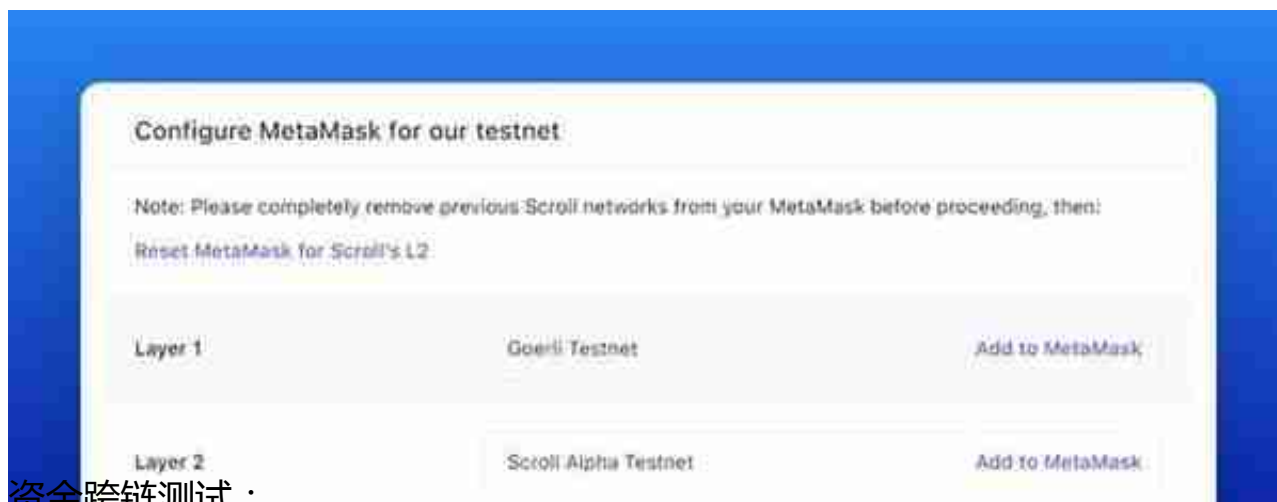 Configure MetaMask for our testnet
Note: Please completely remove previous Scroll networks from your MetaMask before proceeding, then:
Reset MetaMask for Scroll's L2
Layer 1 Goerli Testnet Add to MetaMask
Layer 2 Scroll Alpha Testnet Add to MetaMask
资金跨链测试：